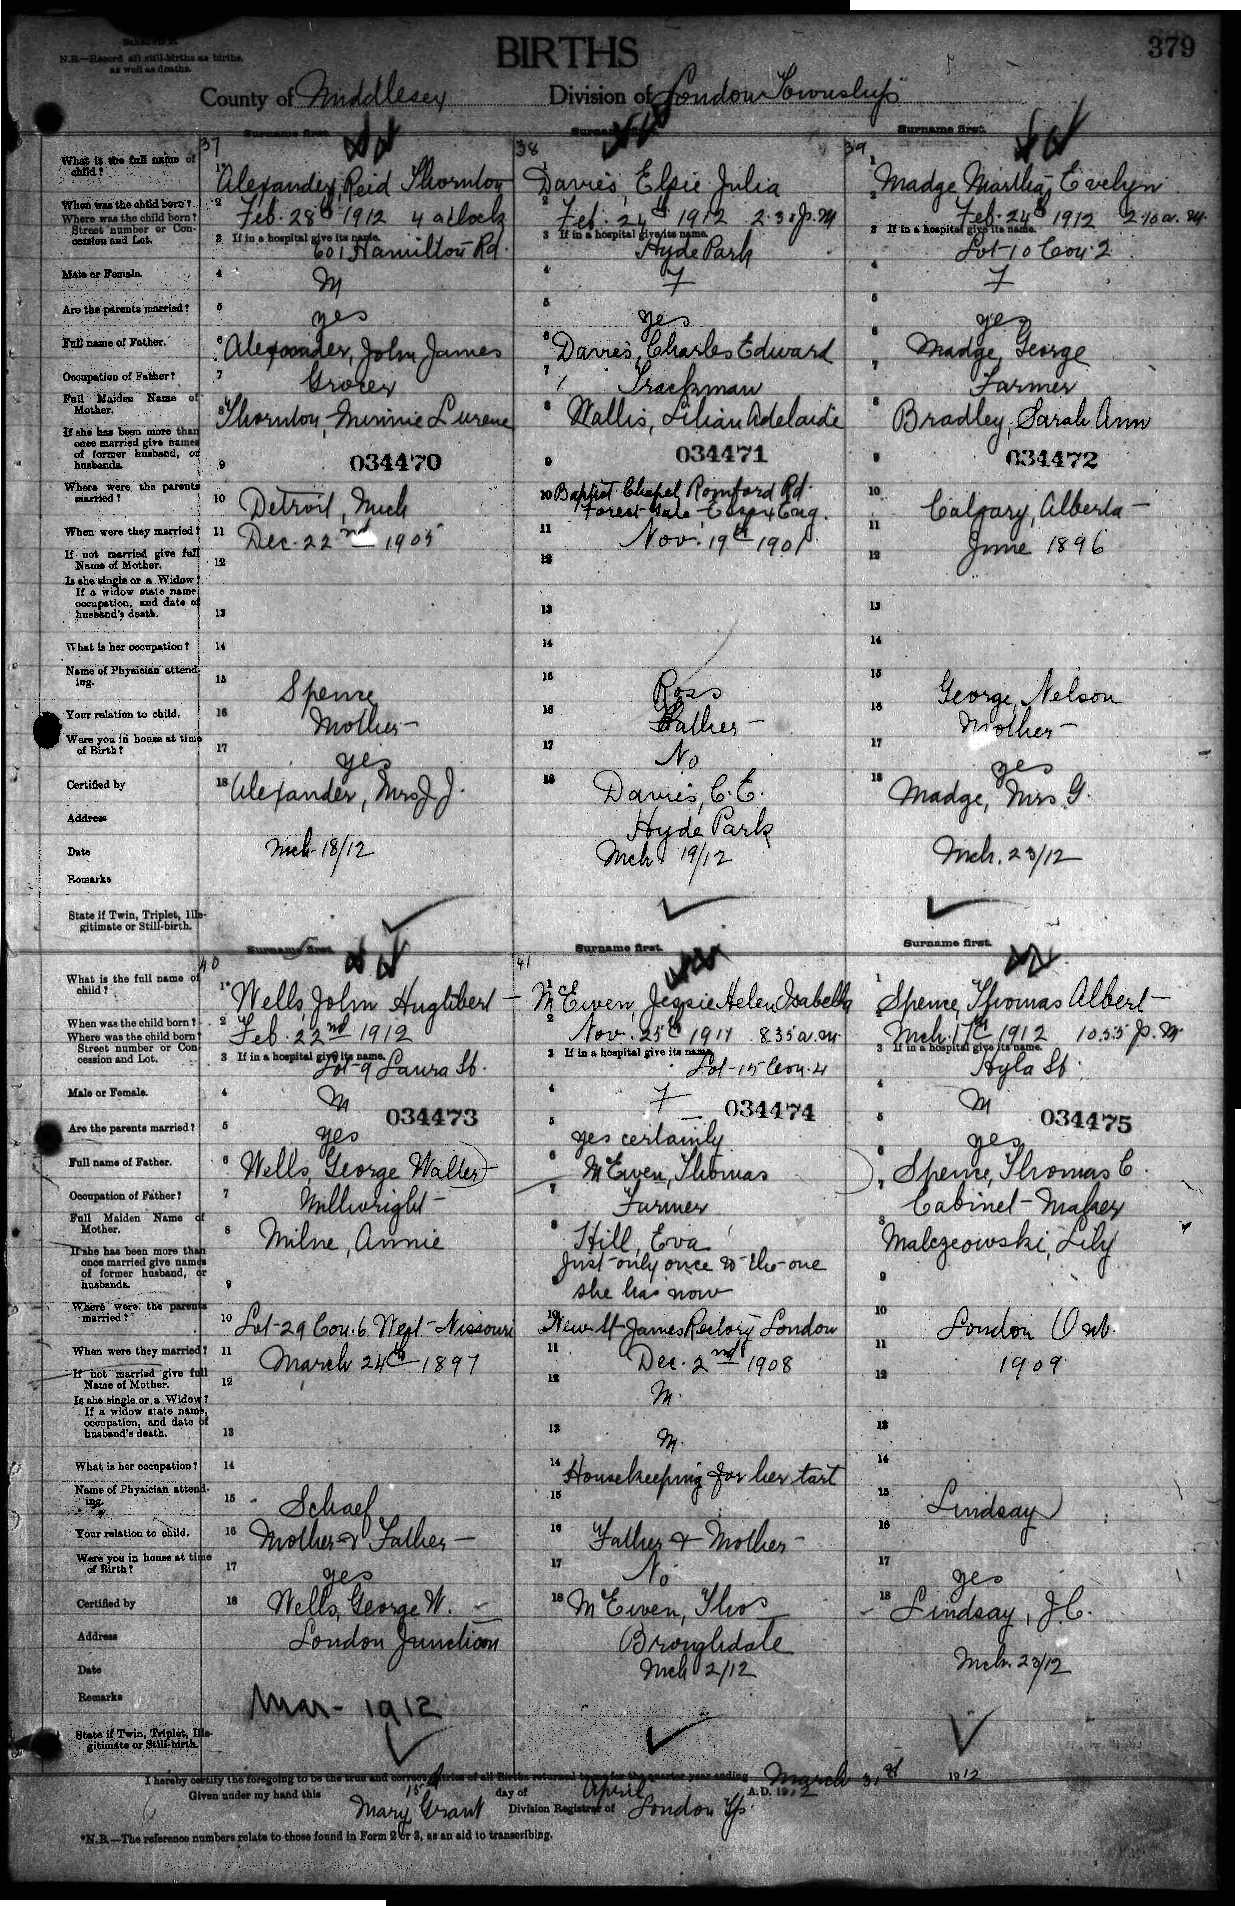 N.B.—Record all still-births as births, as well as deaths.
BIRTHS
379
County of Middlesex Division of London Township
Surname first. Surname first. Surname first.
37 38 39
What is the full name of child? 1 Alexander, Reid Thornton 1 Davies, Elsie Julia 1 Madge Martha, Evelyn
When was the child born? 2 Feb. 28th 1912 4 o'clock 2 Feb. 24th 1912 2.30 p.m 2 Feb. 24th 1912 2.10 a.m.
Where was the child born? Street number or Concession and Lot. 3 If in a hospital give its name. 601 Hamilton Rd. 3 If in a hospital give its name. Hyde Park 3 If in a hospital give its name. Lot 10 Con 2
Male or Female. 4 M 4 F 4 F
Are the parents married? 5 yes 5 yes 5 yes
Full name of Father. 6 Alexander, John James 6 Davies, Charles Edward 6 Madge, George
Occupation of Father? 7 Grocer 7 Trackman 7 Farmer
Full Maiden Name of Mother. 8 Thornton, Minnie Lurene 8 Wallis, Lilian Adelaide 8 Bradley, Sarah Ann
If she has been more than once married give names of former husband, or husbands. 9 034470 9 034471 9 034472
Where were the parents married? 10 Detroit, Mich 10 Baptist Chapel, Romford Rd Forest Gate, Essex Eng. 10 Calgary, Alberta
When were they married? 11 Dec. 22nd 1905 11 Nov. 19th 1901 11 June 1896
If not married give full Name of Mother. 12 12 12
Is she single or a Widow? If a widow state name, occupation, and date of husband's death. 13 13 13
What is her occupation? 14 14 14
Name of Physician attending. 15 Spence 15 Ross 15 George, Nelson
Your relation to child. 16 Mother 16 Father 16 Mother
Were you in house at time of Birth? 17 yes 17 No 17 yes
Certified by 18 Alexander, Mrs J. J. 18 Davies, C. E. 18 Madge, Mrs. G.
Address Hyde Park
Date Mch. 18/12 Mch 19/12 Mch. 23/12
Remarks
State if Twin, Triplet, Illegitimate or Still-birth.
Surname first. Surname first. Surname first.
40 41
What is the full name of child? 1 Wells, John Hugtibert 1 McEwen, Jessie Helen Isabella 1 Spence, Thomas Albert
When was the child born? 2 Feb. 22nd 1912 2 Nov. 25th 1911 8.35 a.m 2 Mch. 17th 1912 10.55 p.m
Where was the child born? Street number or Concession and Lot. 3 If in a hospital give its name. Lot 9 Laura St. 3 If in a hospital give its name. Lot 15 Con. 4 3 If in a hospital give its name. Hyla St
Male or Female. 4 M 4 F 4 M
034473 034474 034475
Are the parents married? 5 yes 5 yes certainly 5 yes
Full name of Father. 6 Wells, George Walter 6 McEwen, Thomas 6 Spence, Thomas C.
Occupation of Father? 7 Millwright 7 Farmer 7 Cabinet-Maker
Full Maiden Name of Mother. 8 Milne, Annie 8 Hill, Eva 8 Malczeowski, Lily
If she has been more than once married give names of former husband, or husbands. 9 9 Just only once to the one she has now 9
Where were the parents married? 10 Lot 29 Con. 6 West Nissouri 10 New St James Rectory London 10 London Ont.
When were they married? 11 March 24th 1897 11 Dec. 2nd 1908 11 1909
If not married give full Name of Mother. 12 12 M. 12
Is she single or a Widow? If a widow state name, occupation, and date of husband's death. 13 13 M. 13
What is her occupation? 14 14 Housekeeping for her 14
Name of Physician attending. 15 Schaef 15 15 Lindsay
Your relation to child. 16 Mother & Father 16 Father & Mother 16
Were you in house at time of Birth? 17 yes 17 No 17 yes
Certified by 18 Wells, George W. 18 McEwen, Thos 18 Lindsay, J. C.
Address London Junction Broughdale
Date Mch 2/12 Mch. 23/12
Remarks Mar - 1912
State if Twin, Triplet, Illegitimate or Still-birth.
I hereby certify the foregoing to be the true and correct entries of all Births returned to me for the quarter year ending March 31st 1912
Given under my hand this 15 day of April A.D. 1912
Mary Grant Division Registrar of London Tp.
*N.B.—The reference numbers relate to those found in Form 2 or 3, as an aid to transcribing.